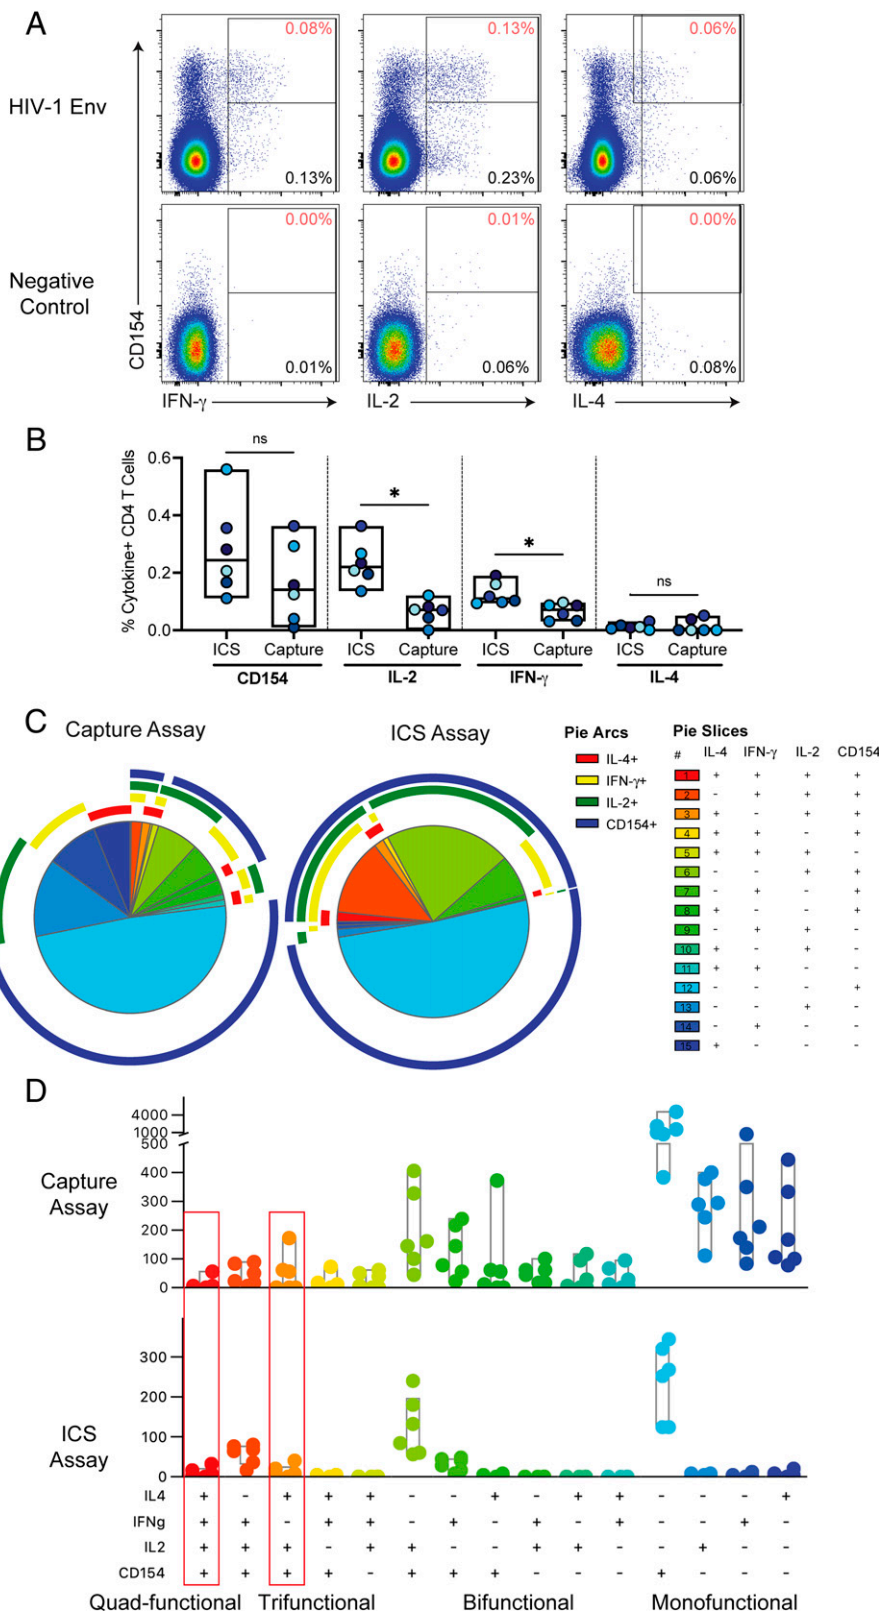 A
HIV-1 Env
0.08%
0.13%
0.06%
0.13%
0.23%
0.06%
Negative
Control
0.00%
0.01%
0.00%
0.01%
0.06%
0.08%
CD154
IFN-γ
IL-2
IL-4
B
% Cytokine+ CD4 T Cells
0.6
0.4
0.2
0.0
ns
*
*
ns
ICS Capture ICS Capture ICS Capture ICS Capture
CD154 IL-2 IFN-γ IL-4
C
Capture Assay
ICS Assay
Pie Arcs
IL-4+
IFN-γ+
IL-2+
CD154+
Pie Slices
# IL-4 IFN-γ IL-2 CD154
1 + + + +
2 - + + +
3 + - + +
4 + + - +
5 + + + -
6 - - + +
7 - + - +
8 + - - +
9 - + + -
10 + - + -
11 + + - -
12 - - - +
13 - - + -
14 - + - -
15 + - - -
D
Capture
Assay
4000
1000
500
400
300
200
100
0
ICS
Assay
300
200
100
0
IL4 + - + + + - - + - + + - - - +
IFNg + + - + + - + - + - + - - + -
IL2 + + + - + + - - + + - - + - -
CD154 + + + + - + + + - - - + - - -
Quad-functional Trifunctional Bifunctional Monofunctional